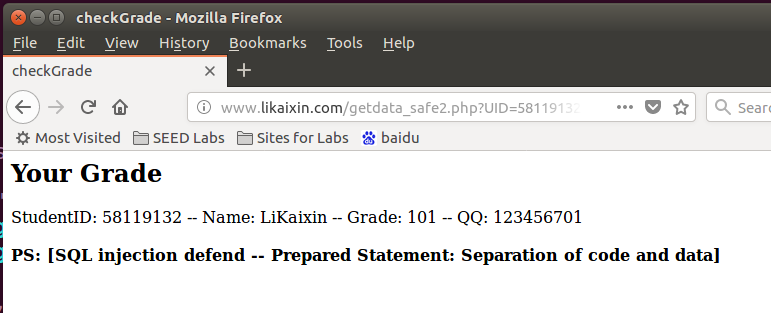 checkGrade - Mozilla Firefox
File Edit View History Bookmarks Tools Help
checkGrade
www.likaixin.com/getdata_safe2.php?UID=58119132
Sear
Most Visited SEED Labs Sites for Labs baidu
Your Grade
StudentID: 58119132 -- Name: LiKaixin -- Grade: 101 -- QQ: 123456701
PS: [SQL injection defend -- Prepared Statement: Separation of code and data]